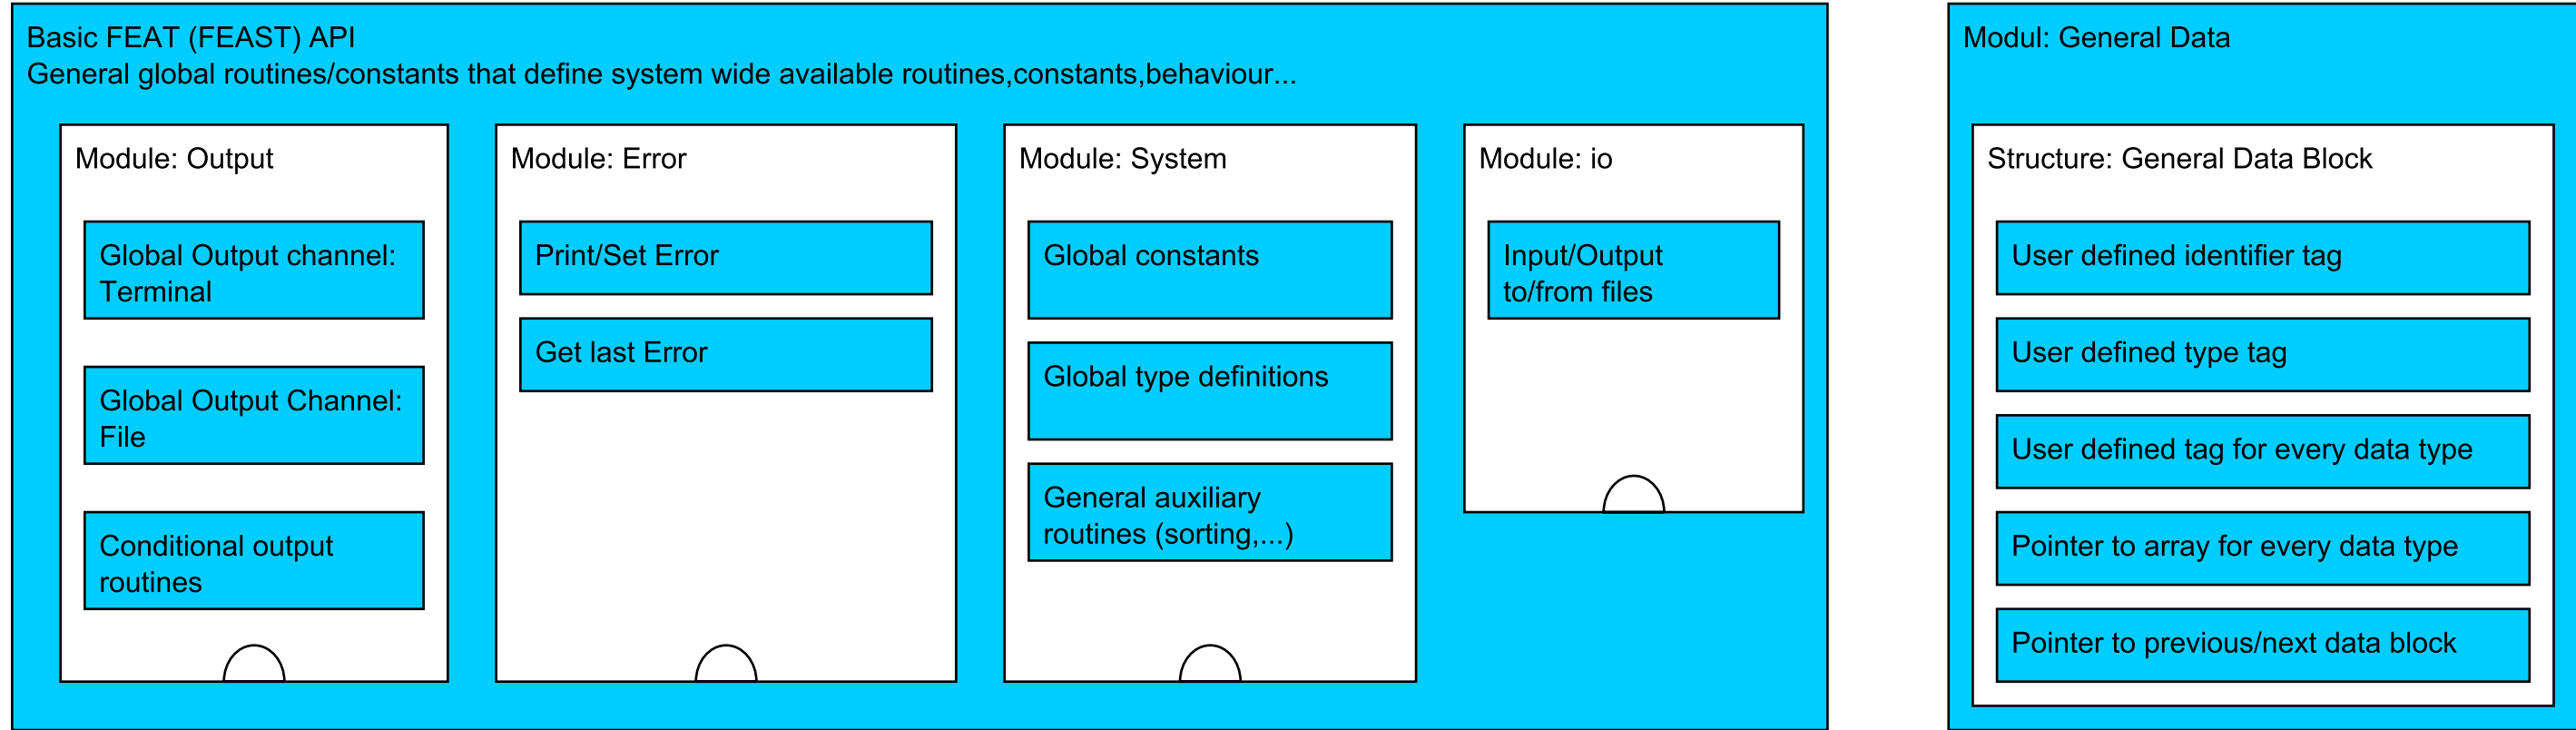 Basic FEAT (FEAST) API
General global routines/constants that define system wide available routines,constants,behaviour...
Module: Output
Global Output channel:
Terminal
Global Output Channel:
File
Conditional output
routines
Module: Error
Print/Set Error
Get last Error
Module: System
Global constants
Global type definitions
General auxiliary
routines (sorting,...)
Module: io
Input/Output
to/from files
Modul: General Data
Structure: General Data Block
User defined identifier tag
User defined type tag
User defined tag for every data type
Pointer to array for every data type
Pointer to previous/next data block